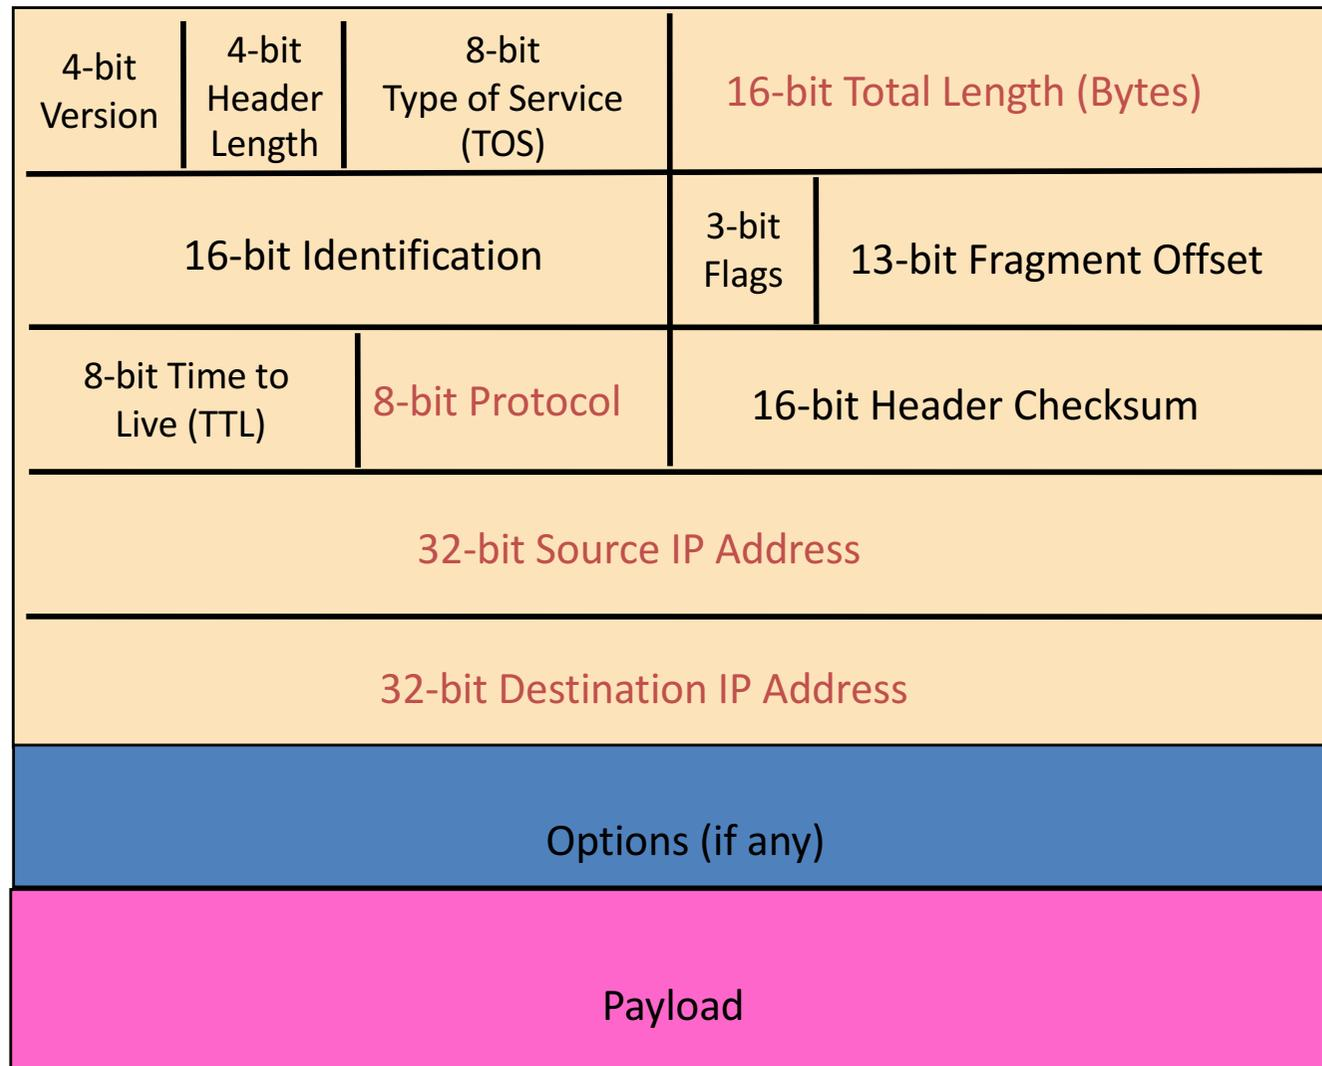 4-bit
Version
4-bit
Header
Length
8-bit
Type of Service
(TOS)
16-bit Total Length (Bytes)
16-bit Identification
3-bit
Flags
13-bit Fragment Offset
8-bit Time to
Live (TTL)
8-bit Protocol
16-bit Header Checksum
32-bit Source IP Address
32-bit Destination IP Address
Options (if any)
Payload